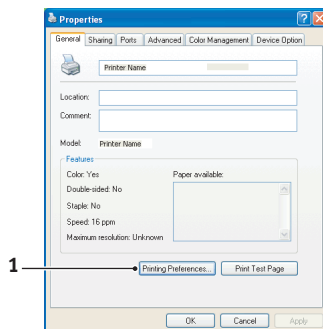 Properties
General Sharing Ports Advanced Color Management Device Option
Printer Name
Location:
Comment:
Model: Printer Name
Features
Color: Yes Paper available:
Double-sided: No
Staple: No
Speed: 16 ppm
Maximum resolution: Unknown
1 Printing Preferences... Print Test Page
OK Cancel Apply